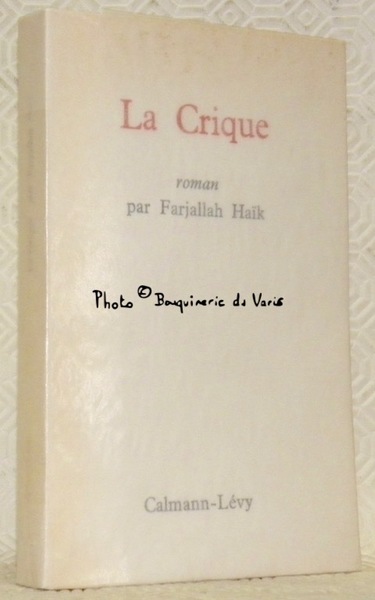 La Crique
roman
par Farjallah Haïk
Photo © Bouquinerie du Varis
Calmann-Lévy